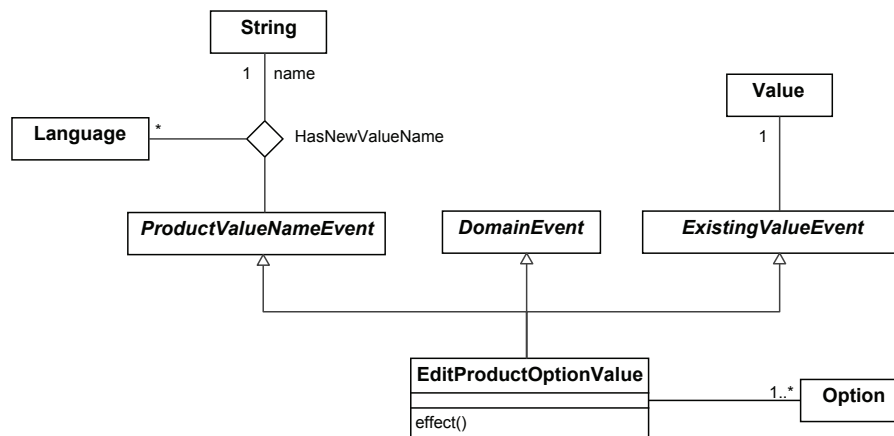 String
1 name
Value
Language
*
HasNewValueName
1
ProductValueNameEvent
DomainEvent
ExistingValueEvent
EditProductOptionValue
1..*
Option
effect()